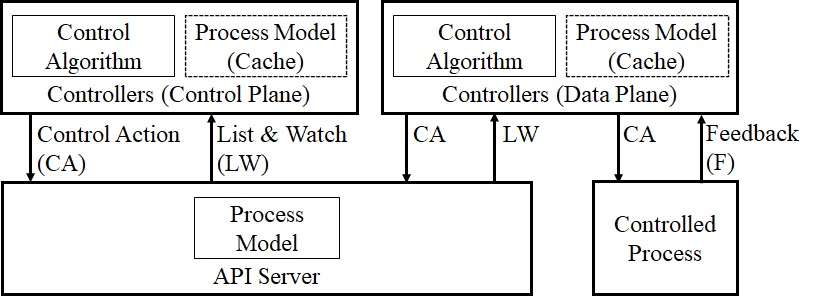 Control
Algorithm
Process Model
(Cache)
Controllers (Control Plane)
Control
Algorithm
Process Model
(Cache)
Controllers (Data Plane)
Control Action
(CA)
List & Watch
(LW)
CA
LW
CA
Feedback
(F)
Process
Model
API Server
Controlled
Process